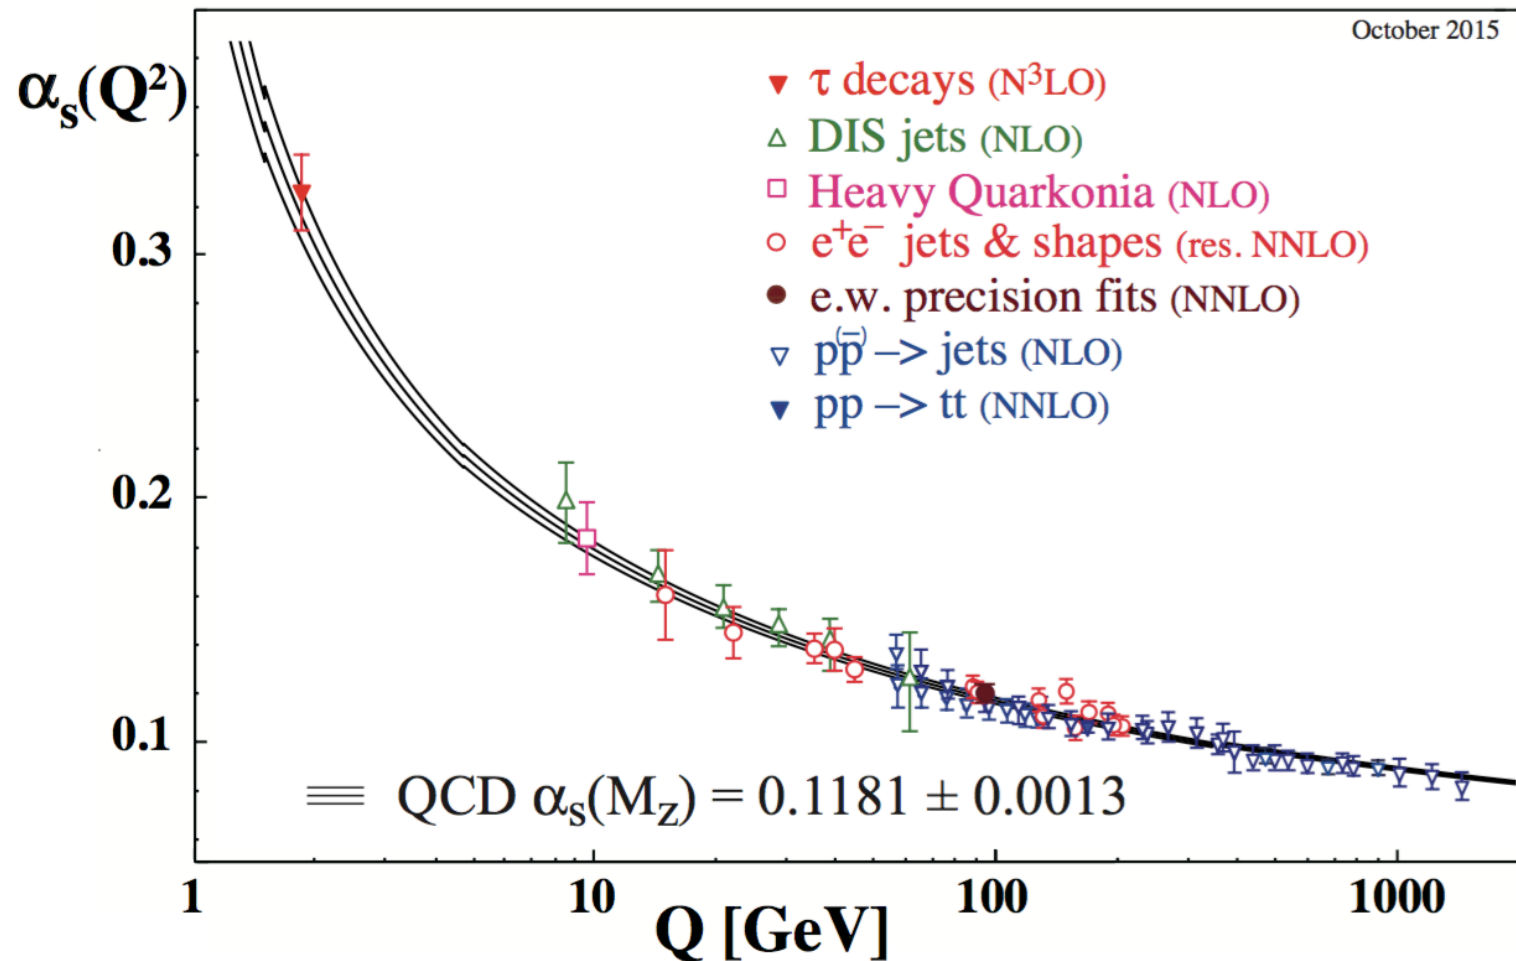 October 2015
αs(Q²)
τ decays (N³LO)
DIS jets (NLO)
Heavy Quarkonia (NLO)
e⁺e⁻ jets & shapes (res. NNLO)
e.w. precision fits (NNLO)
pp̄⁽⁻⁾ –> jets (NLO)
pp –> tt (NNLO)
0.3
0.2
0.1
QCD αs(Mz) = 0.1181 ± 0.0013
1 10 100 1000
Q [GeV]